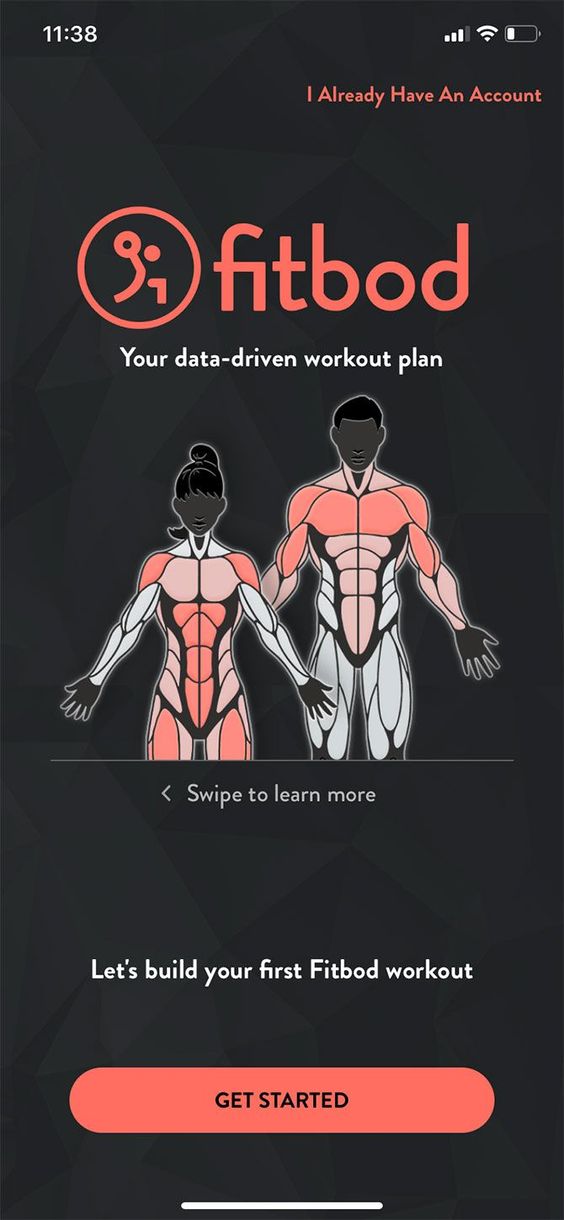 11:38
I Already Have An Account
fitbod
Your data-driven workout plan
Swipe to learn more
Let's build your first Fitbod workout
GET STARTED